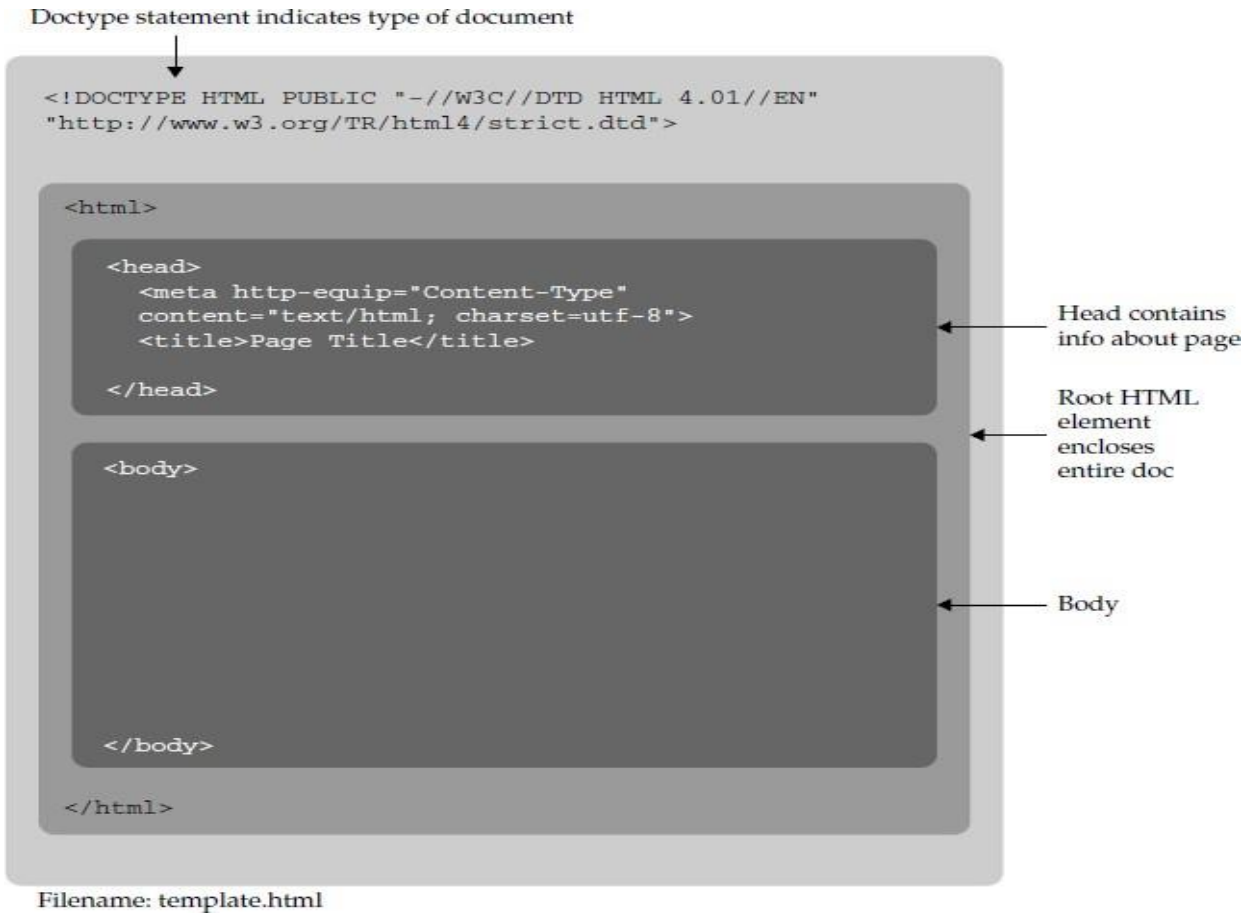 Doctype statement indicates type of document
<!DOCTYPE HTML PUBLIC "-//W3C//DTD HTML 4.01//EN"
"http://www.w3.org/TR/html4/strict.dtd">
<html>
<head>
<meta http-equip="Content-Type"
content="text/html; charset=utf-8">
<title>Page Title</title>
</head>
Head contains
info about page
Root HTML
element
encloses
entire doc
<body>
Body
</body>
</html>
Filename: template.html